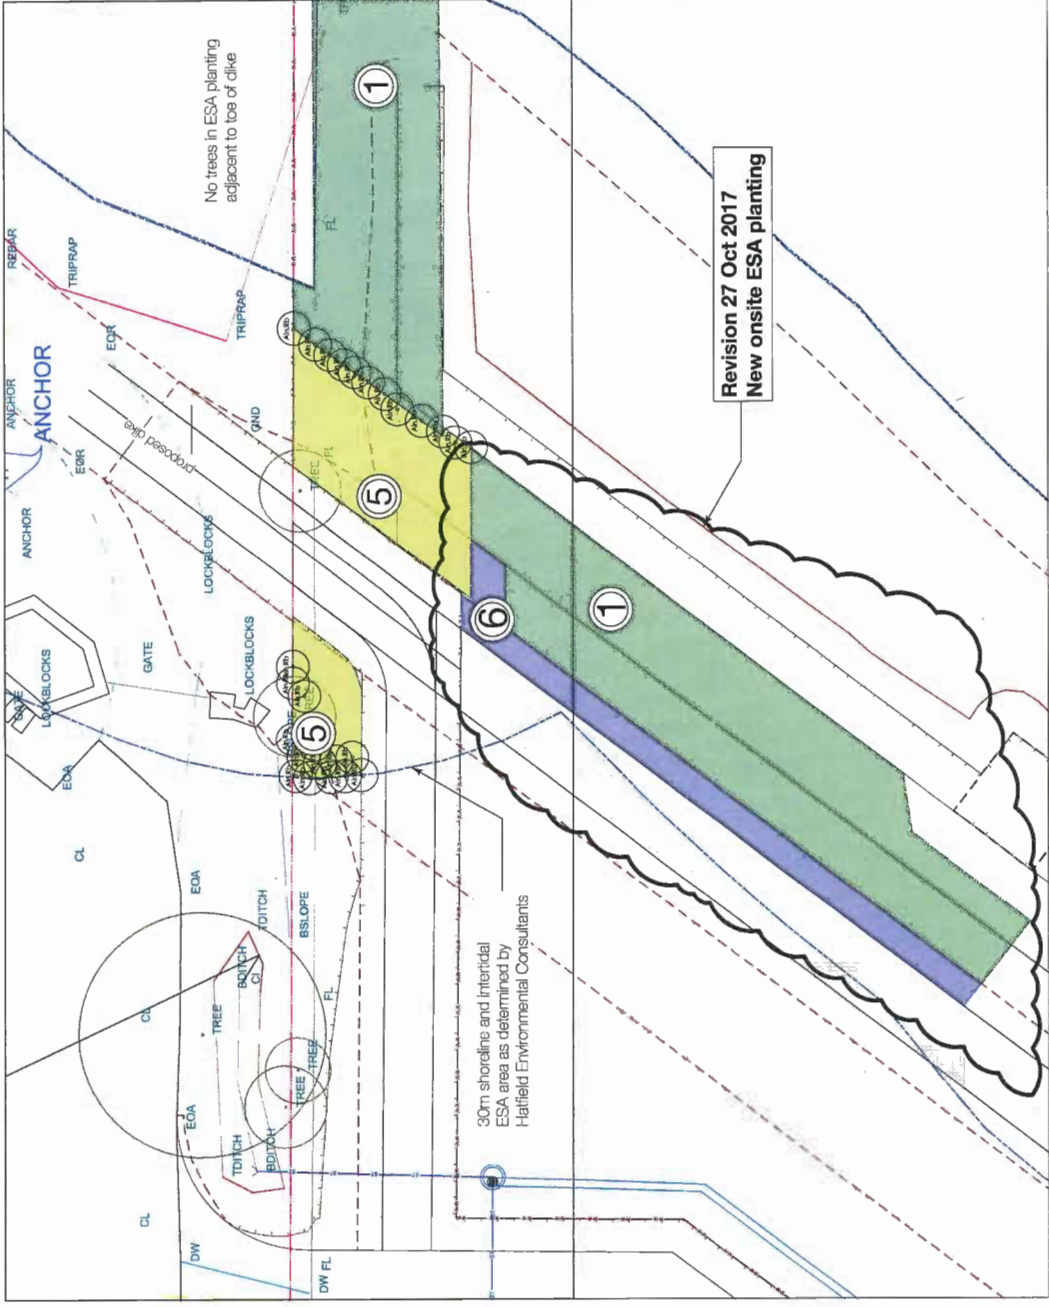 No trees in ESA planting
adjacent to toe of dike
1
REBAR
TRIPRAP
ANCHOR
ANCHOR
EOR
TRIPRAP
GND
FL
proposed dike
EOR
ANCHOR
LOCKBLOCKS
TREE
FL
5
Revision 27 Oct 2017
New onsite ESA planting
GATE
LOCKBLOCKS
GATE
LOCKBLOCKS
5
6
1
EOA
CL
EOA
TDITCH
BSLOPE
BDITCH
CI
CL
TREE
FL
TREE
TREE
EOA
TDITCH
BDITCH
CL
DW
DW
FL
30m shoreline and intertidal
ESA area as determined by
Hatfield Environmental Consultants